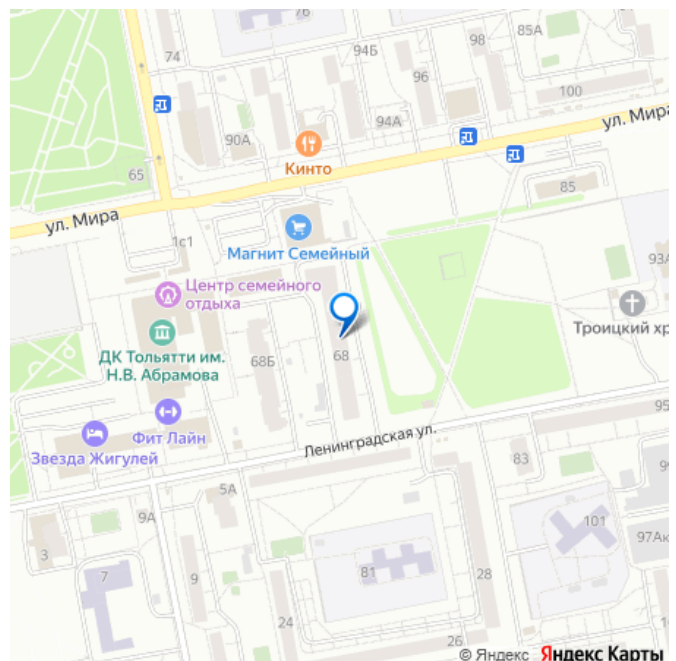 76
85А
94Б
98
74
96
100
94А
90А
ул. Мира
Кинто
65
85
ул. Мира
1с1
Магнит Семейный
93А
Центр семейного
отдыха
Троицкий хр
ДК Тольятти им.
Н.В. Абрамова
68Б
68
95
Фит Лайн
Ленинградская ул.
Звезда Жигулей
83
5А
9А
101
3
97Ак
7
9
81
28
24
26
© Яндекс Яндекс Карты